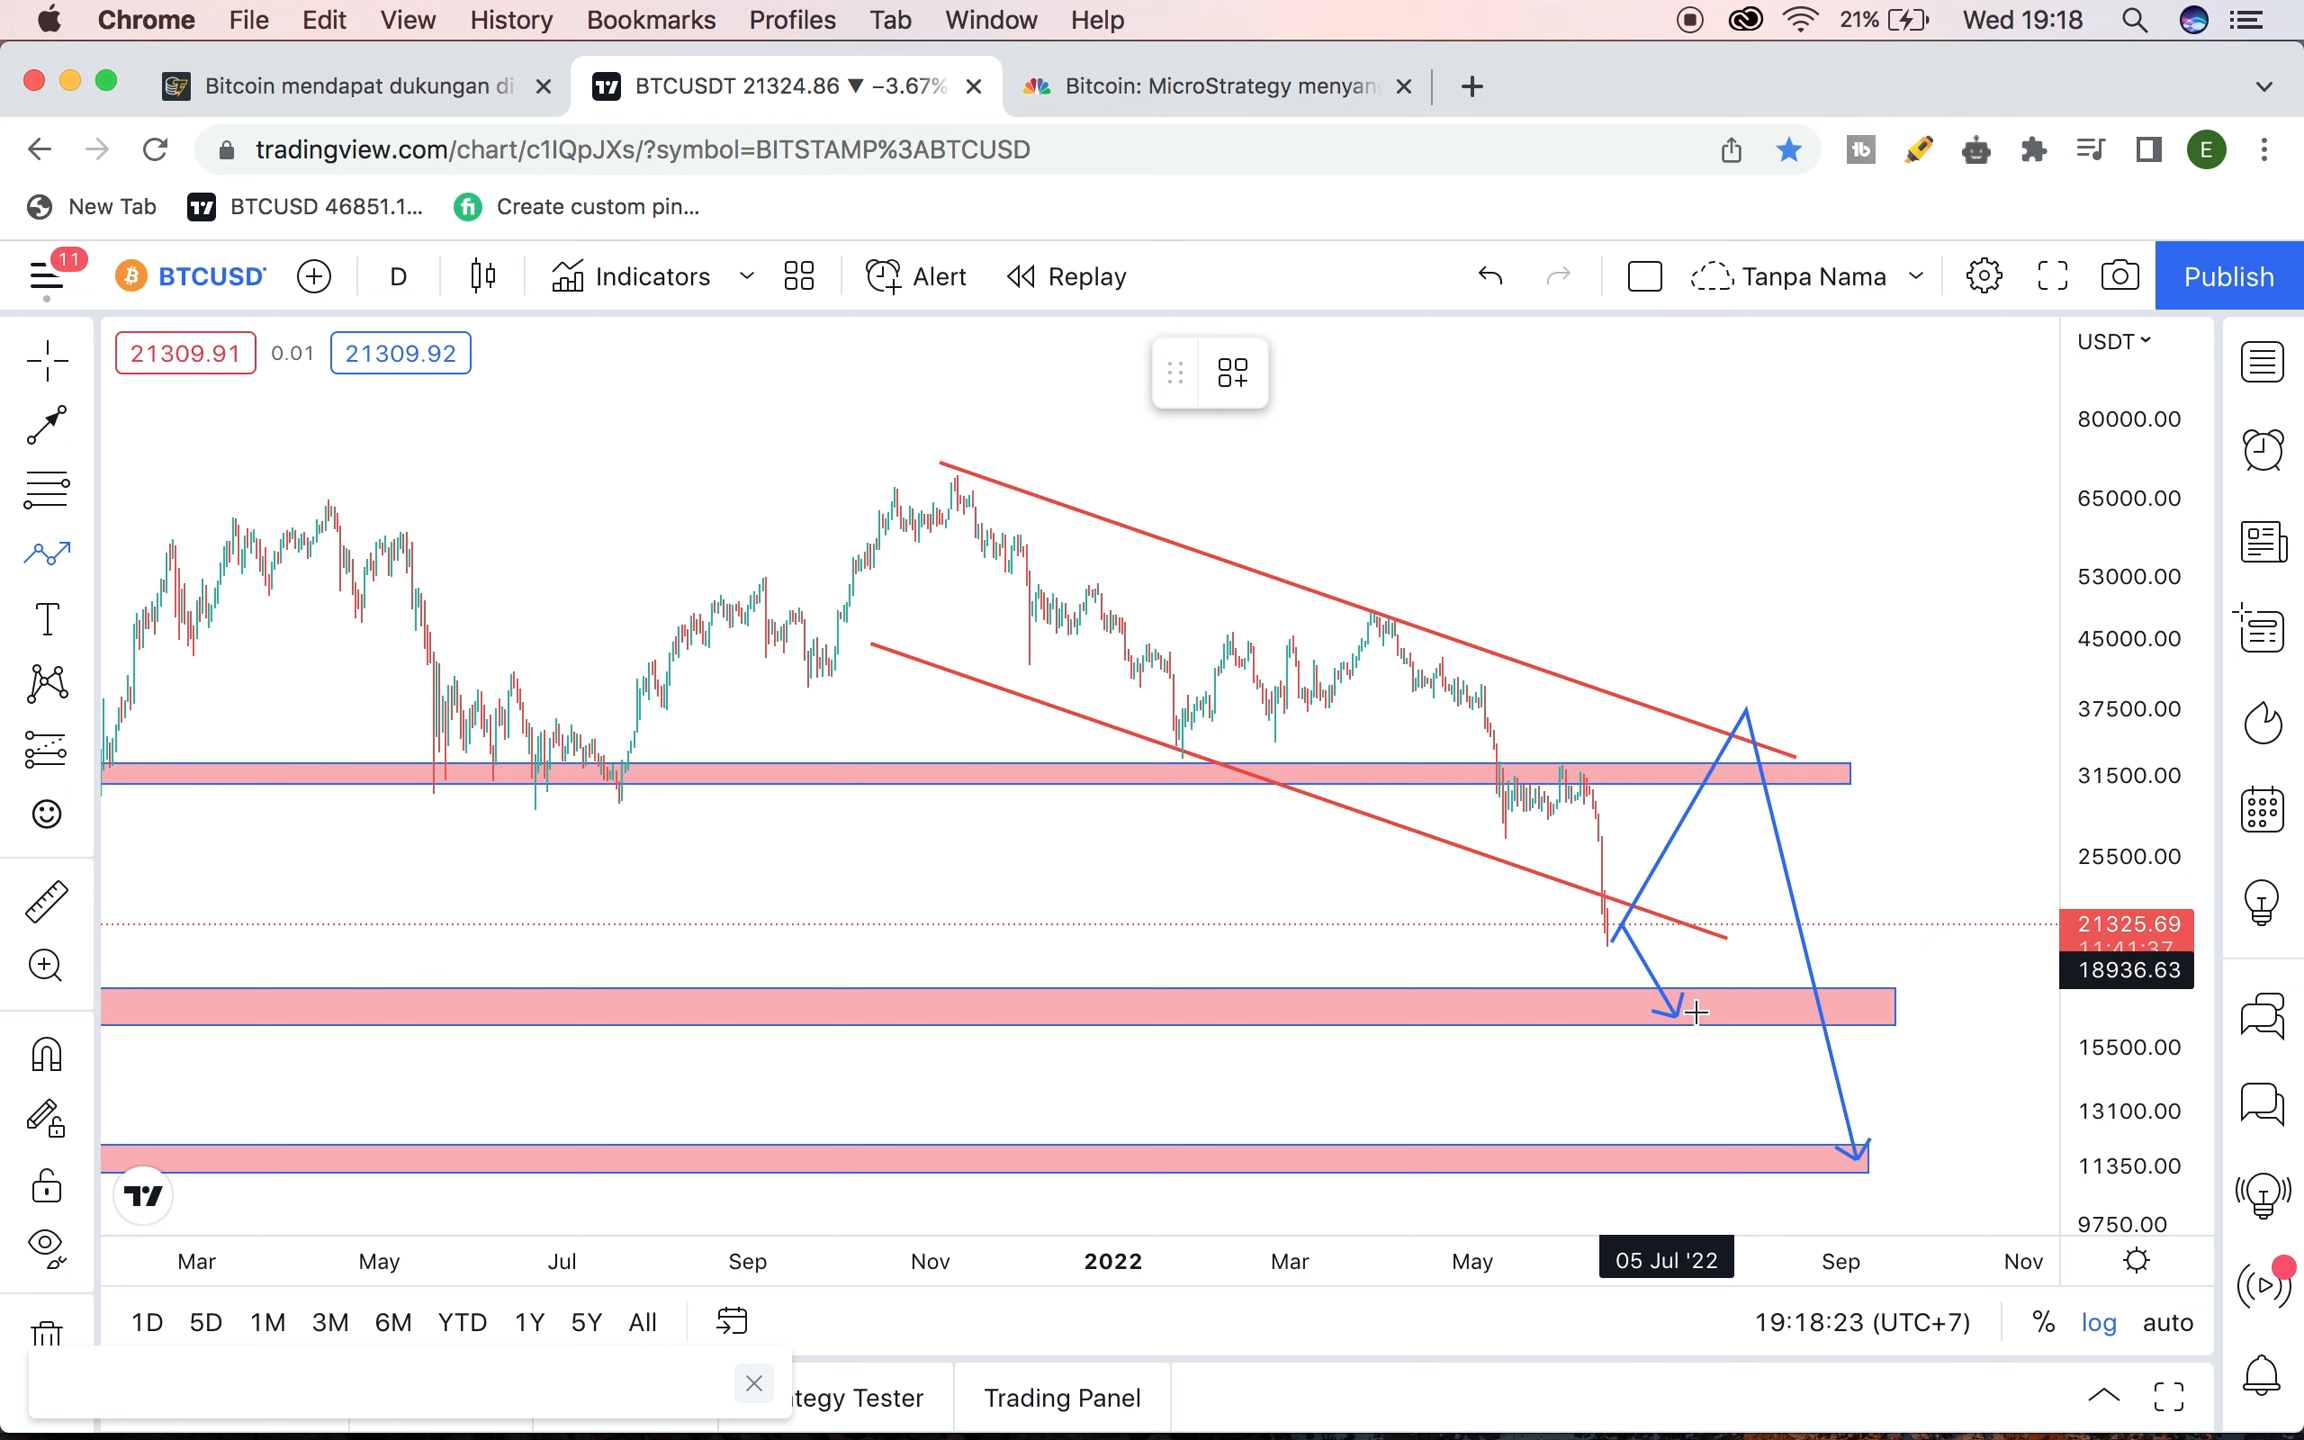 Chrome File Edit View History Bookmarks Profiles Tab Window Help 21% Wed 19:18
Bitcoin mendapat dukungan di BTCUSDT 21324.86 ▼ −3.67% Bitcoin: MicroStrategy menyan
tradingview.com/chart/c1IQpJXs/?symbol=BITSTAMP%3ABTCUSD E
New Tab BTCUSD 46851.1... Create custom pin...
11 BTCUSD D Indicators Alert Replay Tanpa Nama Publish
21309.91 0.01 21309.92
USDT
80000.00
65000.00
53000.00
45000.00
37500.00
31500.00
25500.00
21325.69
11:41:37
18936.63
15500.00
13100.00
11350.00
9750.00
Mar May Jul Sep Nov 2022 Mar May 05 Jul '22 Sep Nov
1D 5D 1M 3M 6M YTD 1Y 5Y All 19:18:23 (UTC+7) % log auto
tegy Tester Trading Panel